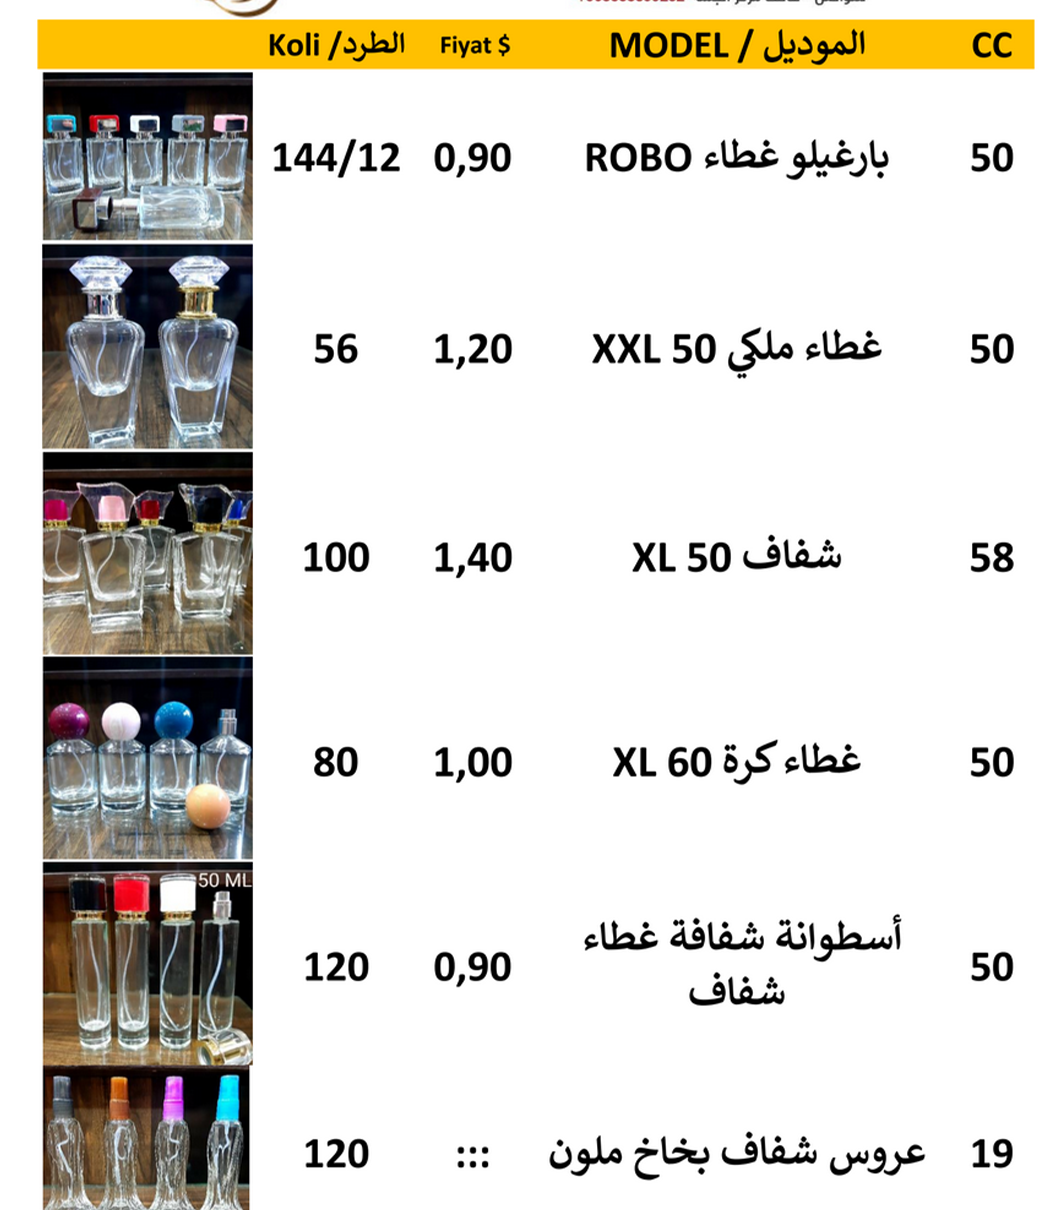 CC الموديل / MODEL Fiyat $ الطرد/ Koli
50 بارغيلو غطاء ROBO 0,90 144/12
50 غطاء ملكي XXL 50 1,20 56
58 شفاف XL 50 1,40 100
50 غطاء كرة XL 60 1,00 80
50 ML
أسطوانة شفافة غطاء
50 شفاف 0,90 120
19 عروس شفاف بخاخ ملون ::: 120